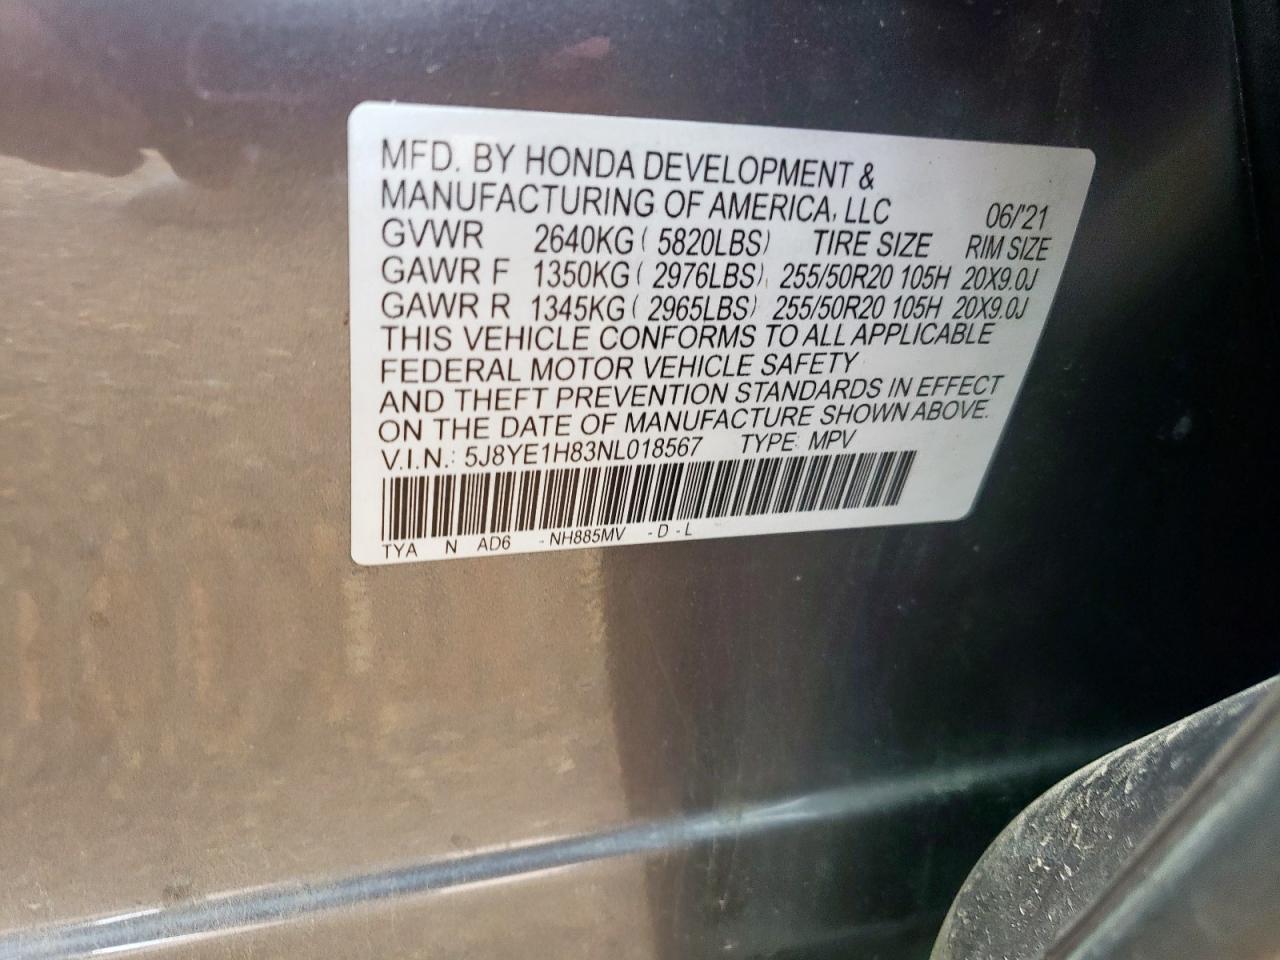 MFD. BY HONDA DEVELOPMENT &
MANUFACTURING OF AMERICA, LLC 06/'21
GVWR 2640KG ( 5820LBS) TIRE SIZE RIM SIZE
GAWR F 1350KG ( 2976LBS) 255/50R20 105H 20X9.0J
GAWR R 1345KG ( 2965LBS) 255/50R20 105H 20X9.0J
THIS VEHICLE CONFORMS TO ALL APPLICABLE
FEDERAL MOTOR VEHICLE SAFETY
AND THEFT PREVENTION STANDARDS IN EFFECT
ON THE DATE OF MANUFACTURE SHOWN ABOVE.
V.I.N.: 5J8YE1H83NL018567 TYPE: MPV
TYA N AD6 - NH885MV - D - L